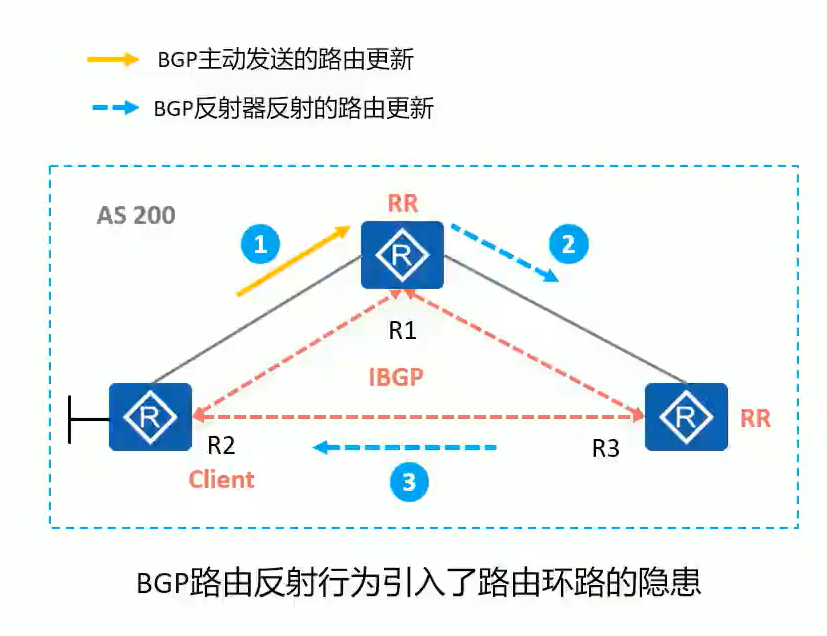 BGP主动发送的路由更新
BGP反射器反射的路由更新
AS 200
RR
1
2
R
R1
IBGP
R
R
RR
R2
R3
Client
3
BGP路由反射行为引入了路由环路的隐患